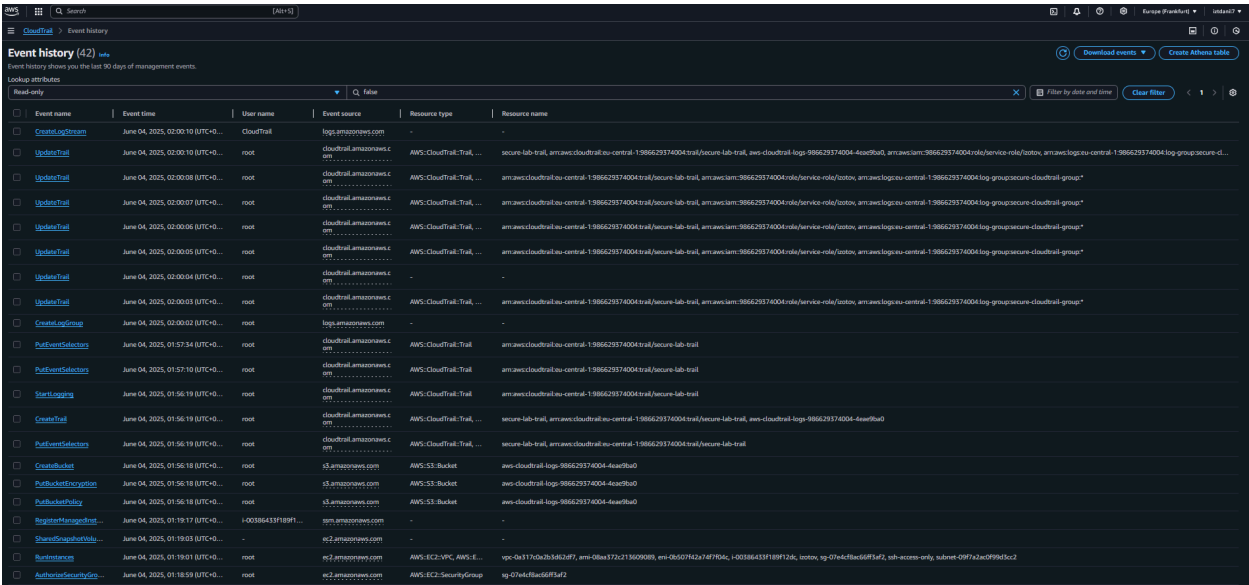 aws Search [Alt+S] Europe (Frankfurt) ▼ istdanil7 ▼
CloudTrail > Event history
Event history (42) Info Download events ▼ Create Athena table
Event history shows you the last 90 days of management events.
Lookup attributes
Read-only ▼ false Filter by date and time Clear filter < 1 >
Event name Event time User name Event source Resource type Resource name
CreateLogStream June 04, 2025, 02:00:10 (UTC+0... CloudTrail logs.amazonaws.com - -
UpdateTrail June 04, 2025, 02:00:10 (UTC+0... root cloudtrail.amazonaws.c AWS::CloudTrail::Trail, ... secure-lab-trail, arn:aws:cloudtrail:eu-central-1:986629374004:trail/secure-lab-trail, aws-cloudtrail-logs-986629374004-4eae9ba0, arn:aws:iam::986629374004:role/service-role/izotov, arn:aws:logs:eu-central-1:986629374004:log-group:secure-cl...
om
UpdateTrail June 04, 2025, 02:00:08 (UTC+0... root cloudtrail.amazonaws.c AWS::CloudTrail::Trail, ... arn:aws:cloudtrail:eu-central-1:986629374004:trail/secure-lab-trail, arn:aws:iam::986629374004:role/service-role/izotov, arn:aws:logs:eu-central-1:986629374004:log-group:secure-cloudtrail-group:*
om
UpdateTrail June 04, 2025, 02:00:07 (UTC+0... root cloudtrail.amazonaws.c AWS::CloudTrail::Trail, ... arn:aws:cloudtrail:eu-central-1:986629374004:trail/secure-lab-trail, arn:aws:iam::986629374004:role/service-role/izotov, arn:aws:logs:eu-central-1:986629374004:log-group:secure-cloudtrail-group:*
om
UpdateTrail June 04, 2025, 02:00:06 (UTC+0... root cloudtrail.amazonaws.c AWS::CloudTrail::Trail, ... arn:aws:cloudtrail:eu-central-1:986629374004:trail/secure-lab-trail, arn:aws:iam::986629374004:role/service-role/izotov, arn:aws:logs:eu-central-1:986629374004:log-group:secure-cloudtrail-group:*
om
UpdateTrail June 04, 2025, 02:00:05 (UTC+0... root cloudtrail.amazonaws.c AWS::CloudTrail::Trail, ... arn:aws:cloudtrail:eu-central-1:986629374004:trail/secure-lab-trail, arn:aws:iam::986629374004:role/service-role/izotov, arn:aws:logs:eu-central-1:986629374004:log-group:secure-cloudtrail-group:*
om
UpdateTrail June 04, 2025, 02:00:04 (UTC+0... root cloudtrail.amazonaws.c - -
om
UpdateTrail June 04, 2025, 02:00:03 (UTC+0... root cloudtrail.amazonaws.c AWS::CloudTrail::Trail, ... arn:aws:cloudtrail:eu-central-1:986629374004:trail/secure-lab-trail, arn:aws:iam::986629374004:role/service-role/izotov, arn:aws:logs:eu-central-1:986629374004:log-group:secure-cloudtrail-group:*
om
CreateLogGroup June 04, 2025, 02:00:02 (UTC+0... root logs.amazonaws.com - -
PutEventSelectors June 04, 2025, 01:57:34 (UTC+0... root cloudtrail.amazonaws.c AWS::CloudTrail::Trail arn:aws:cloudtrail:eu-central-1:986629374004:trail/secure-lab-trail
om
PutEventSelectors June 04, 2025, 01:57:10 (UTC+0... root cloudtrail.amazonaws.c AWS::CloudTrail::Trail arn:aws:cloudtrail:eu-central-1:986629374004:trail/secure-lab-trail
om
StartLogging June 04, 2025, 01:56:19 (UTC+0... root cloudtrail.amazonaws.c AWS::CloudTrail::Trail arn:aws:cloudtrail:eu-central-1:986629374004:trail/secure-lab-trail
om
CreateTrail June 04, 2025, 01:56:19 (UTC+0... root cloudtrail.amazonaws.c AWS::CloudTrail::Trail, ... secure-lab-trail, arn:aws:cloudtrail:eu-central-1:986629374004:trail/secure-lab-trail, aws-cloudtrail-logs-986629374004-4eae9ba0
om
PutEventSelectors June 04, 2025, 01:56:19 (UTC+0... root cloudtrail.amazonaws.c AWS::CloudTrail::Trail, ... secure-lab-trail, arn:aws:cloudtrail:eu-central-1:986629374004:trail/secure-lab-trail
om
CreateBucket June 04, 2025, 01:56:18 (UTC+0... root s3.amazonaws.com AWS::S3::Bucket aws-cloudtrail-logs-986629374004-4eae9ba0
PutBucketEncryption June 04, 2025, 01:56:18 (UTC+0... root s3.amazonaws.com AWS::S3::Bucket aws-cloudtrail-logs-986629374004-4eae9ba0
PutBucketPolicy June 04, 2025, 01:56:18 (UTC+0... root s3.amazonaws.com AWS::S3::Bucket aws-cloudtrail-logs-986629374004-4eae9ba0
RegisterManagedInst... June 04, 2025, 01:19:17 (UTC+0... i-00386433f189f1... ssm.amazonaws.com - -
SharedSnapshotVolu... June 04, 2025, 01:19:03 (UTC+0... - ec2.amazonaws.com - -
RunInstances June 04, 2025, 01:19:01 (UTC+0... root ec2.amazonaws.com AWS::EC2::VPC, AWS::E... vpc-0a317c0a2b3d62df7, ami-08aa372c213609089, eni-0b507f42a74f7f04c, i-00386433f189f12dc, izotov, sg-07e4cf8ac66ff3af2, ssh-access-only, subnet-09f7a2ac0f99d3cc2
AuthorizeSecurityGro... June 04, 2025, 01:18:59 (UTC+0... root ec2.amazonaws.com AWS::EC2::SecurityGroup sg-07e4cf8ac66ff3af2